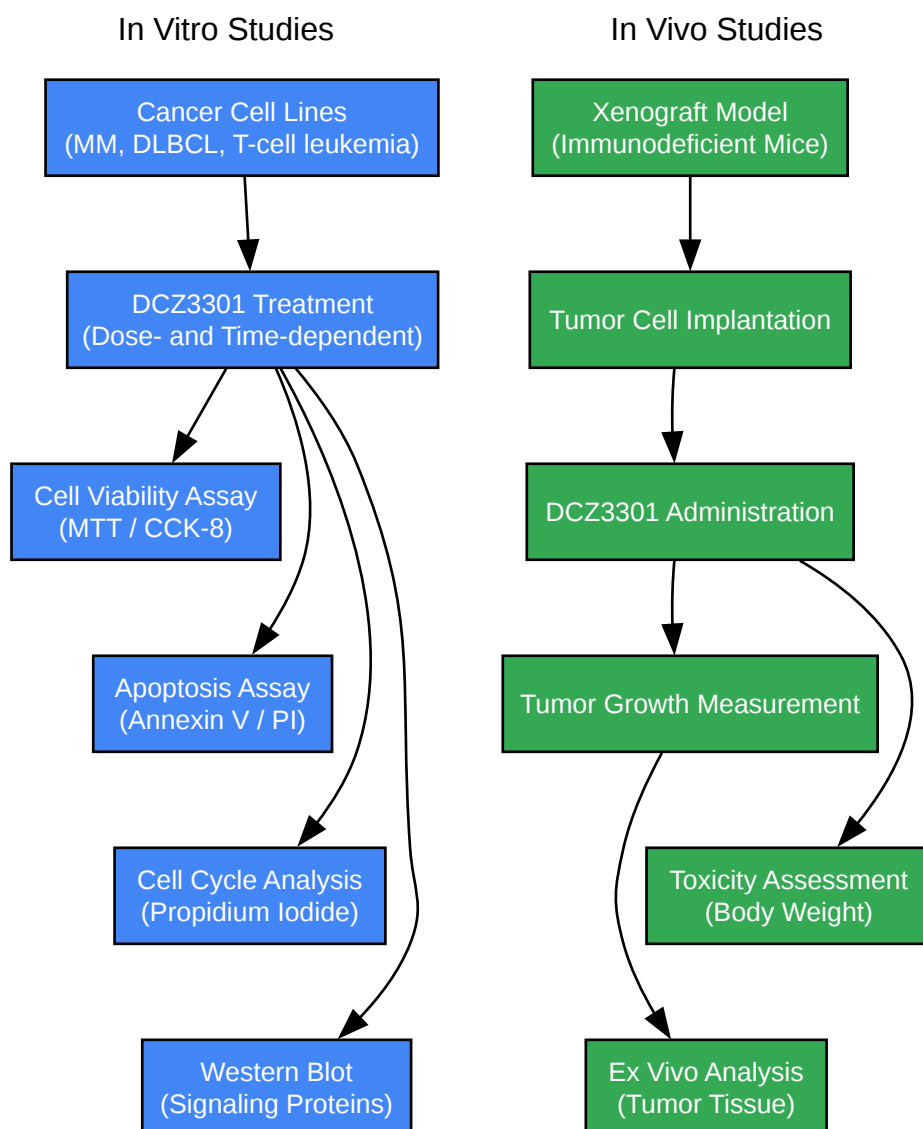 In Vitro Studies
Cancer Cell Lines
(MM, DLBCL, T-cell leukemia)
DCZ3301 Treatment
(Dose- and Time-dependent)
Cell Viability Assay
(MTT / CCK-8)
Apoptosis Assay
(Annexin V / PI)
Cell Cycle Analysis
(Propidium Iodide)
Western Blot
(Signaling Proteins)
In Vivo Studies
Xenograft Model
(Immunodeficient Mice)
Tumor Cell Implantation
DCZ3301 Administration
Tumor Growth Measurement
Toxicity Assessment
(Body Weight)
Ex Vivo Analysis
(Tumor Tissue)